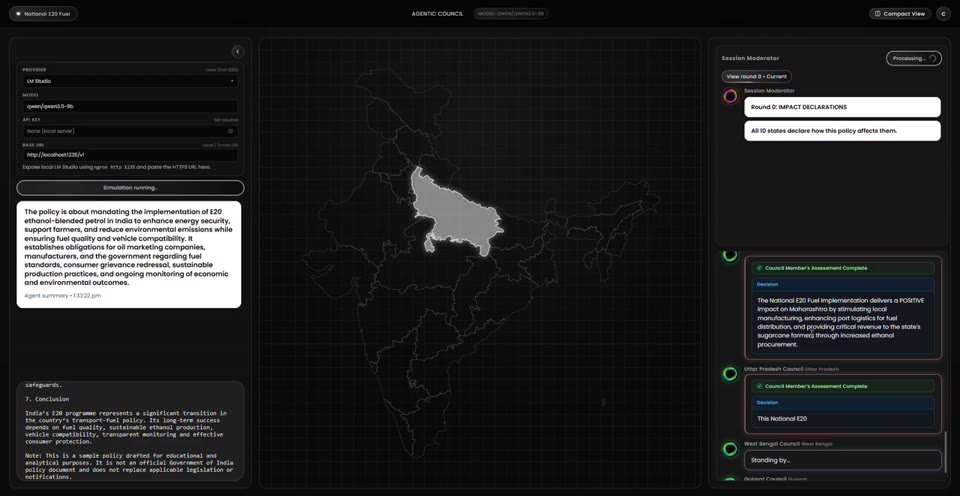 National E20 Fuel
AGENTIC COUNCIL
MODEL: QWEN/QWEN3.5-9B
Compact View
C
PROVIDER
LM Studio
MODEL
qwen/qwen3.5-9b
API KEY
Not required
None (local server)
BASE URL
Local / Tunnel URL
http://localhost:1235/v1
Expose local LM Studio using ngrok http 1235 and paste the HTTPS URL here.
Simulation running..
The policy is about mandating the implementation of E20
ethanol-blended petrol in India to enhance energy security,
support farmers, and reduce environmental emissions while
ensuring fuel quality and vehicle compatibility. It
establishes obligations for oil marketing companies,
manufacturers, and the government regarding fuel
standards, consumer grievance redressal, sustainable
production practices, and ongoing monitoring of economic
and environmental outcomes.
Agent summary • 1:33:22 pm
safeguards.
7. Conclusion
India's E20 programme represents a significant transition in
the country's transport-fuel policy. Its long-term success
depends on fuel quality, sustainable ethanol production,
vehicle compatibility, transparent monitoring and effective
consumer protection.
Note: This is a sample policy drafted for educational and
analytical purposes. It is not an official Government of India
policy document and does not replace applicable legislation or
notifications.
Session Moderator
Processing...
View round 0 • Current
Session Moderator
Round 0: IMPACT DECLARATIONS
All 10 states declare how this policy affects them.
Council Member's Assessment Complete
Decision
The National E20 Fuel Implementation delivers a POSITIVE
impact on Maharashtra by stimulating local
manufacturing, enhancing port logistics for fuel
distribution, and providing critical revenue to the state's
sugarcane farmers through increased ethanol
procurement.
Uttar Pradesh Council Uttar Pradesh
Council Member's Assessment Complete
Decision
This National E20
West Bengal Council West Bengal
Standing by...
Gujarat Council Gujarat